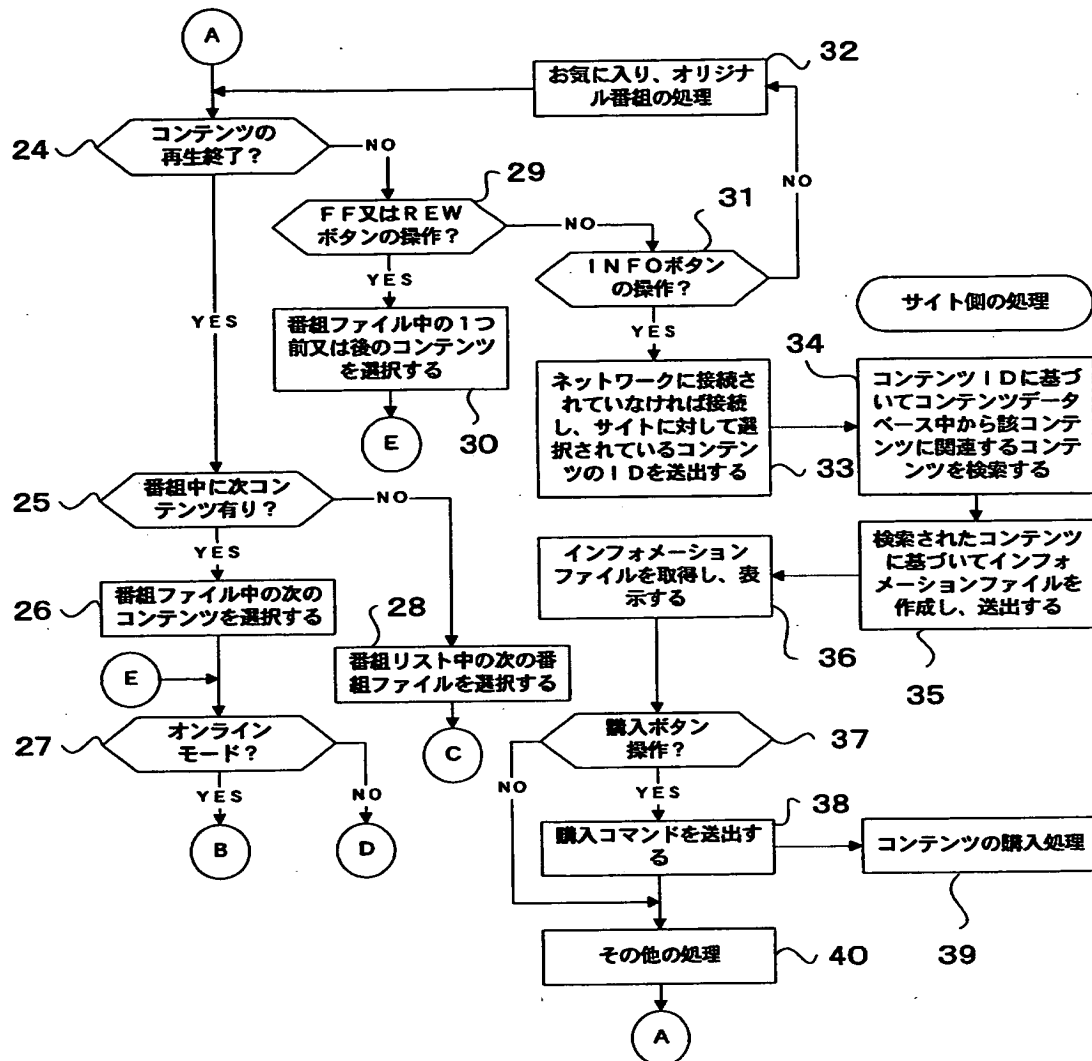 A
32
お気に入り、オリジナ
ル番組の処理
24
コンテンツの
再生終了？
NO
29
ＦＦ又はＲＥＷ
ボタンの操作？
NO
31
ＩＮＦＯボタン
の操作？
NO
YES
YES
YES
サイト側の処理
番組ファイル中の１つ
前又は後のコンテンツ
を選択する
30
E
ネットワークに接続され
ていなければ接続
し、サイトに対して選
択されているコンテン
ツのＩＤを送出する
33
34
コンテンツＩＤに基づ
いてコンテンツデータ
ベース中から該コンテ
ンツに関連するコンテ
ンツを検索する
25
番組中に次コン
テンツ有り？
NO
YES
インフォメーション
ファイルを取得し、表
示する
36
検索されたコンテンツ
に基づいてインフォ
メーションファイルを
作成し、送出する
35
26
番組ファイル中の次の
コンテンツを選択する
28
番組リスト中の次の番
組ファイルを選択する
C
E
27
オンライン
モード？
YES
NO
B
D
購入ボタン
操作？
37
NO
YES
38
購入コマンドを送出す
る
コンテンツの購入処理
39
その他の処理
40
A